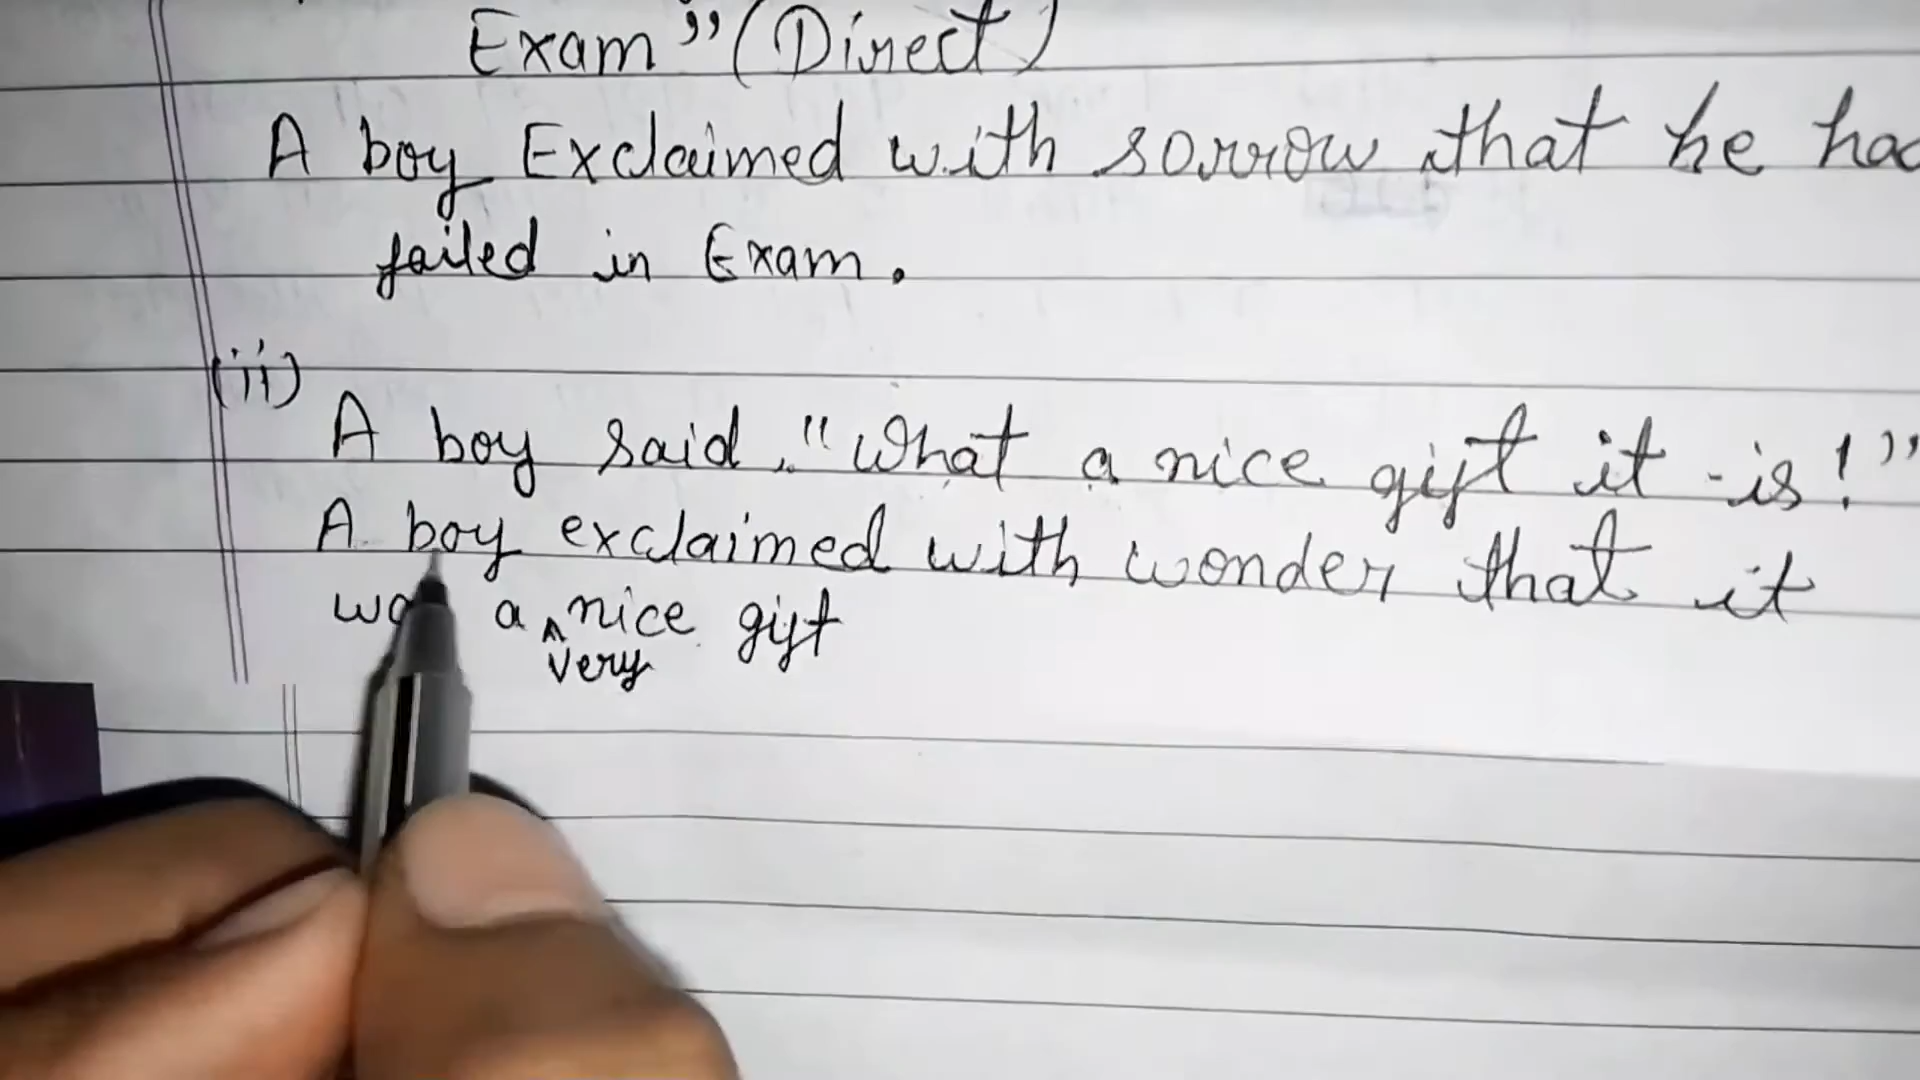 Exam" (Direct)
A boy Exclaimed with sorrow that he had
failed in Exam.
(ii)
A boy said, "What a nice gift it is!"
A boy exclaimed with wonder that it
a ^ nice gift
very